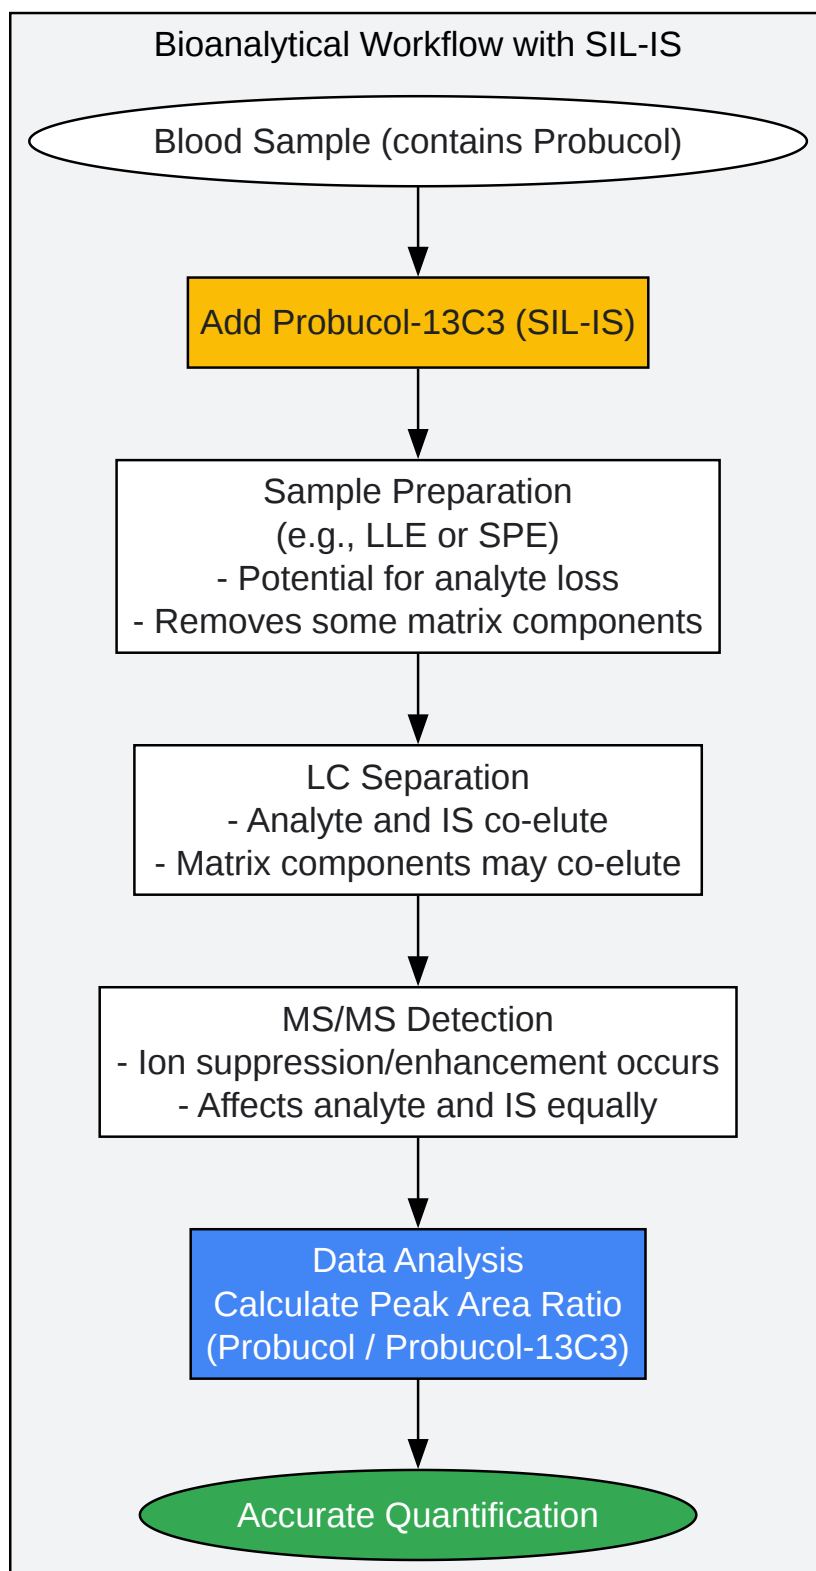 Bioanalytical Workflow with SIL-IS
Blood Sample (contains Probucol)
Add Probucol-13C3 (SIL-IS)
Sample Preparation
(e.g., LLE or SPE)
- Potential for analyte loss
- Removes some matrix components
LC Separation
- Analyte and IS co-elute
- Matrix components may co-elute
MS/MS Detection
- Ion suppression/enhancement occurs
- Affects analyte and IS equally
Data Analysis
Calculate Peak Area Ratio
(Probucol / Probucol-13C3)
Accurate Quantification